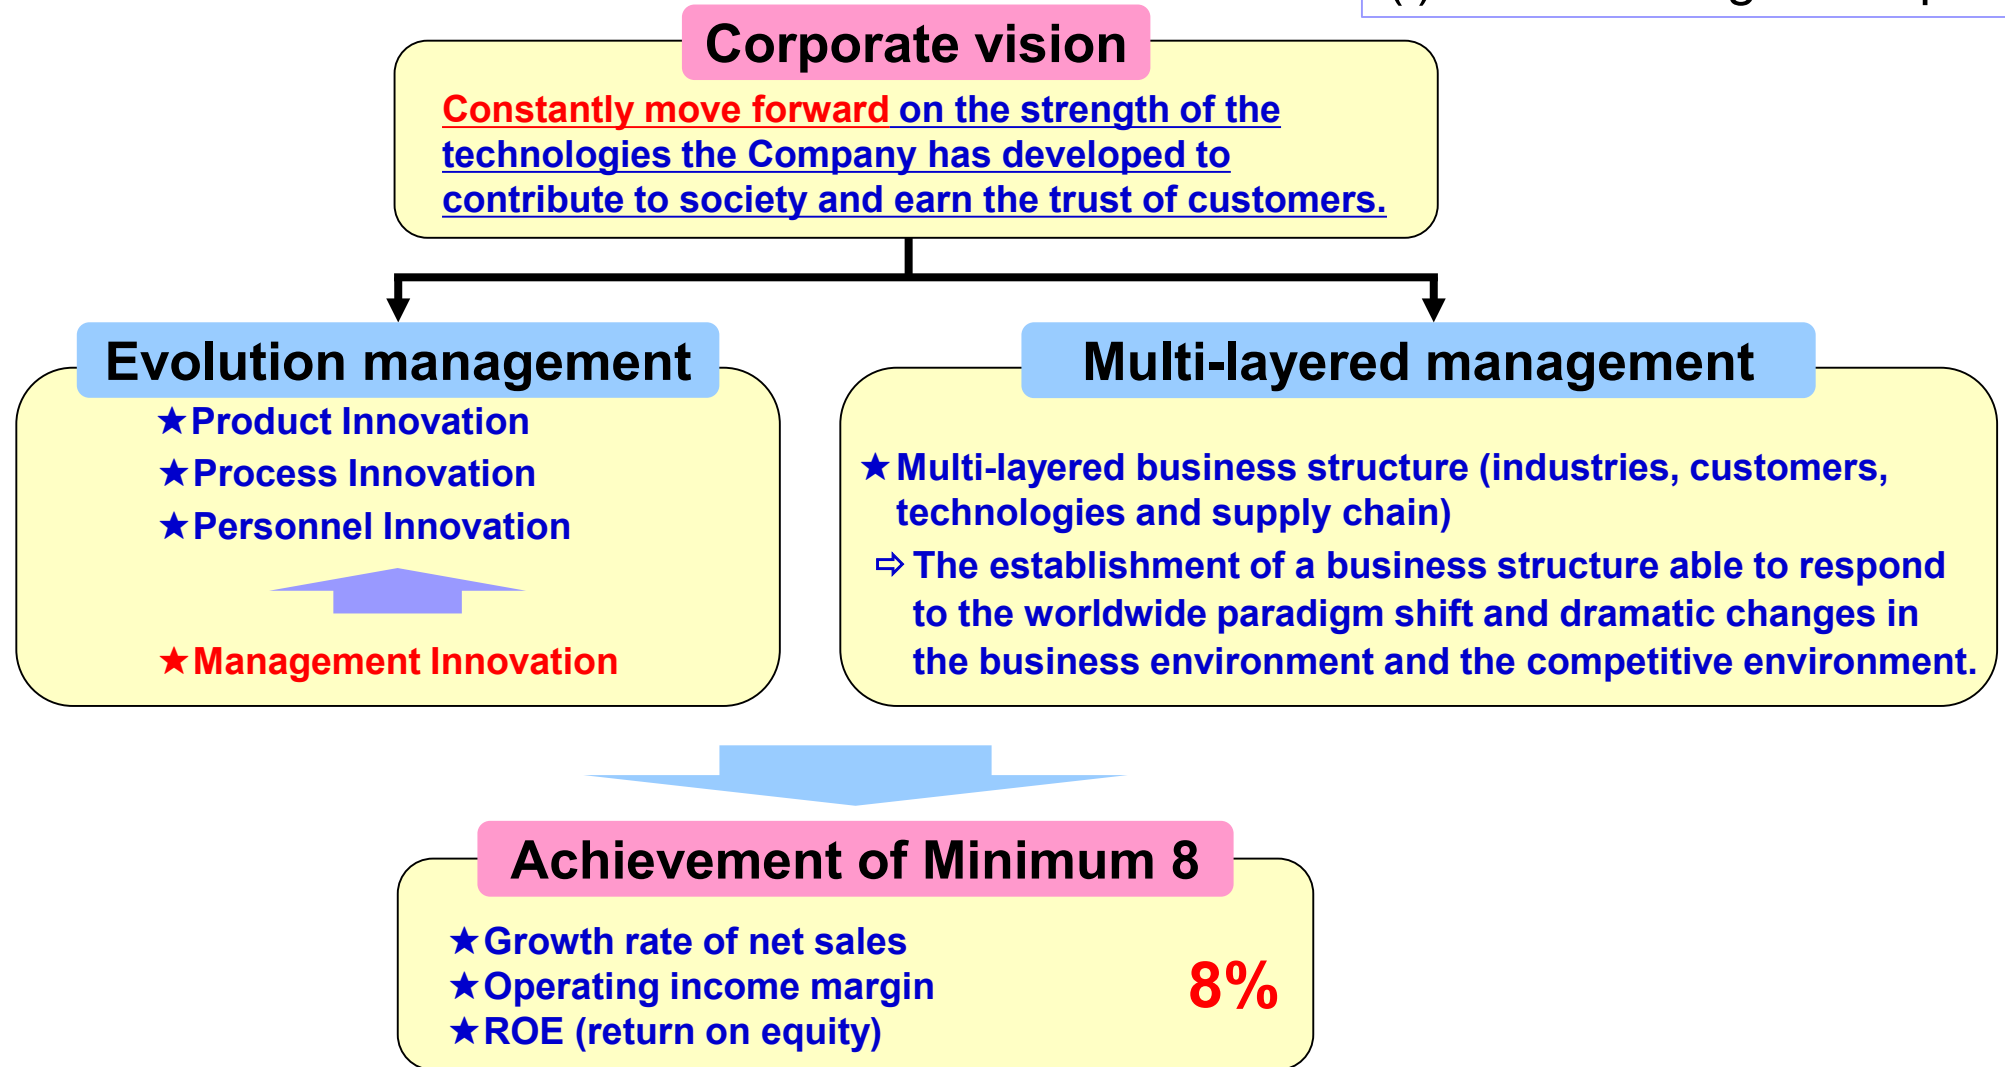 Corporate vision
Constantly move forward on the strength of the
technologies the Company has developed to
contribute to society and earn the trust of customers.
Evolution management
★Product Innovation
★Process Innovation
★Personnel Innovation
★Management Innovation
Multi-layered management
★Multi-layered business structure (industries, customers,
technologies and supply chain)
⇨The establishment of a business structure able to respond
to the worldwide paradigm shift and dramatic changes in
the business environment and the competitive environment.
Achievement of Minimum 8
★Growth rate of net sales
★Operating income margin
★ROE (return on equity)
8%